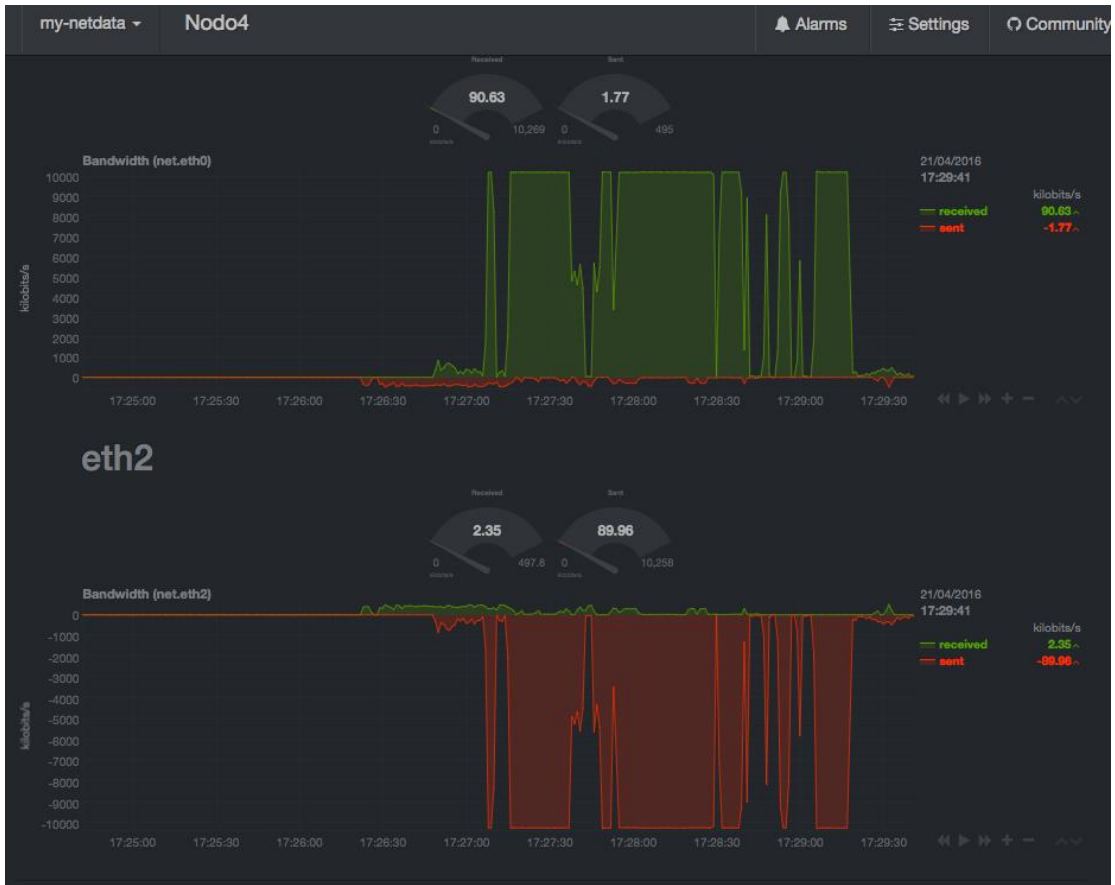 my-netdata Nodo4 Alarms Settings Community
Received Sent
90.63 1.77
0 10,269 0 495
Bandwidth (net.eth0)
21/04/2016
17:29:41
kilobits/s
received 90.63
sent -1.77
10000
9000
8000
7000
6000
5000
4000
3000
2000
1000
0
kilobits/s
17:25:00 17:25:30 17:26:00 17:26:30 17:27:00 17:27:30 17:28:00 17:28:30 17:29:00 17:29:30
eth2
Received Sent
2.35 89.96
0 497.8 0 10,258
Bandwidth (net.eth2)
21/04/2016
17:29:41
kilobits/s
received 2.35
sent -89.96
0
-1000
-2000
-3000
-4000
-5000
-6000
-7000
-8000
-9000
-10000
kilobits/s
17:25:00 17:25:30 17:26:00 17:26:30 17:27:00 17:27:30 17:28:00 17:28:30 17:29:00 17:29:30